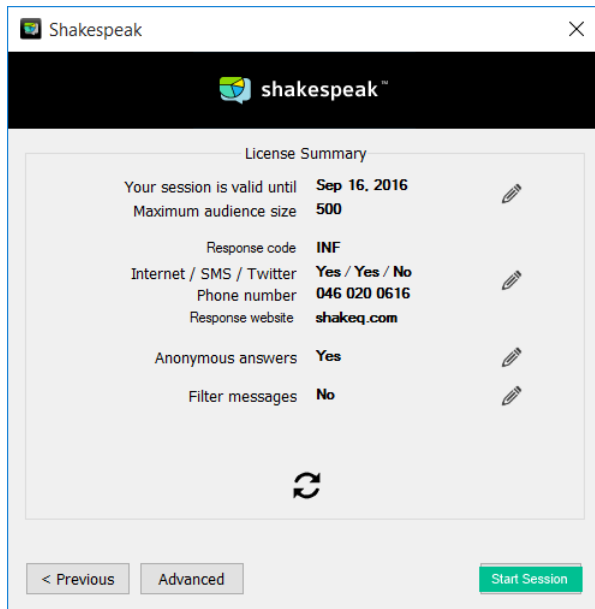 Shakespeak
shakespeak™
License Summary
Your session is valid until Sep 16, 2016
Maximum audience size 500
Response code INF
Internet / SMS / Twitter Yes / Yes / No
Phone number 046 020 0616
Response website shakeq.com
Anonymous answers Yes
Filter messages No
< Previous Advanced Start Session